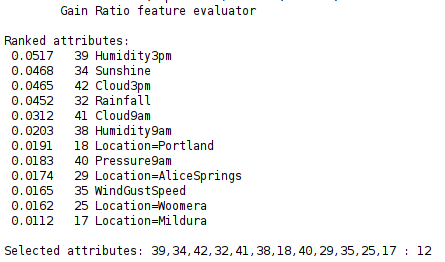 Gain Ratio feature evaluator
Ranked attributes:
0.0517 39 Humidity3pm
0.0468 34 Sunshine
0.0465 42 Cloud3pm
0.0452 32 Rainfall
0.0312 41 Cloud9am
0.0203 38 Humidity9am
0.0191 18 Location=Portland
0.0183 40 Pressure9am
0.0174 29 Location=AliceSprings
0.0165 35 WindGustSpeed
0.0162 25 Location=Woomera
0.0112 17 Location=Mildura
Selected attributes: 39,34,42,32,41,38,18,40,29,35,25,17 : 12